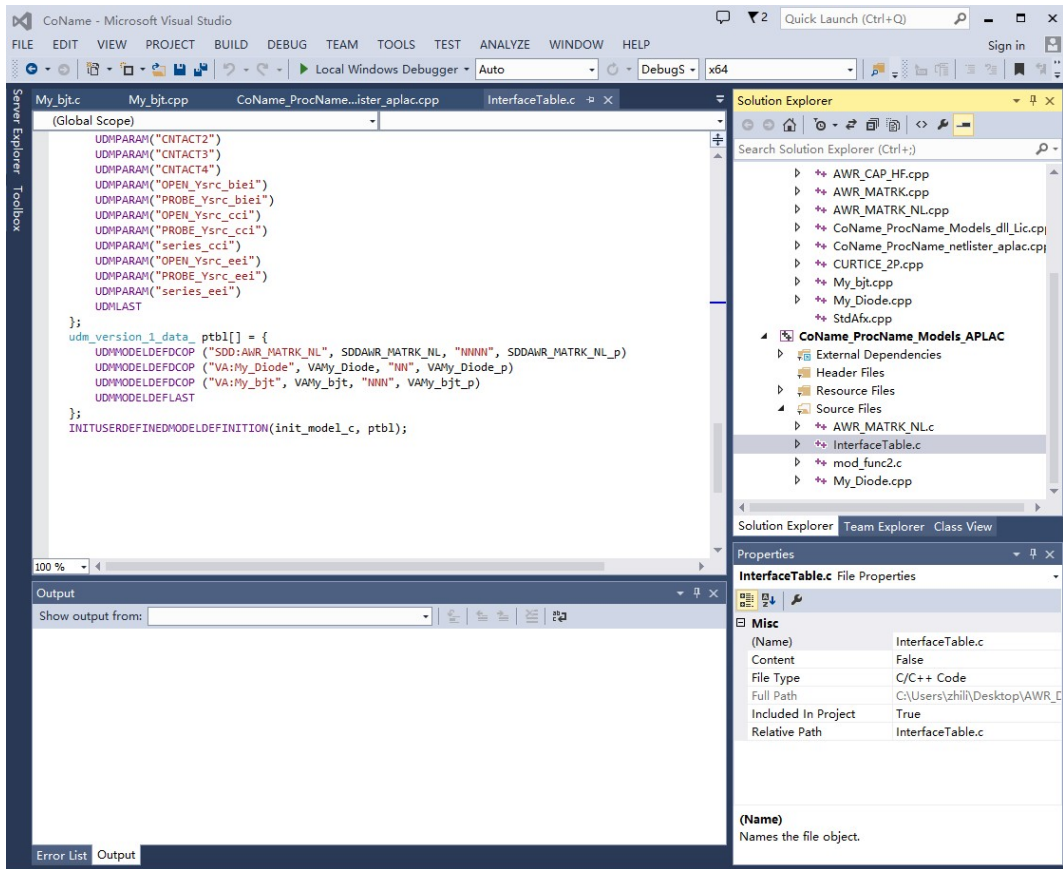 CoName - Microsoft Visual Studio
2
Quick Launch (Ctrl+Q)
FILE EDIT VIEW PROJECT BUILD DEBUG TEAM TOOLS TEST ANALYZE WINDOW HELP
Sign in
Local Windows Debugger
Auto
DebugS
x64
Server Explorer
Toolbox
My_bjt.c
My_bjt.cpp
CoName_ProcName...ister_aplac.cpp
InterfaceTable.c
(Global Scope)
UDMPARAM("CNTACT2")
UDMPARAM("CNTACT3")
UDMPARAM("CNTACT4")
UDMPARAM("OPEN_Ysrc_biei")
UDMPARAM("PROBE_Ysrc_biei")
UDMPARAM("OPEN_Ysrc_cci")
UDMPARAM("PROBE_Ysrc_cci")
UDMPARAM("series_cci")
UDMPARAM("OPEN_Ysrc_eei")
UDMPARAM("PROBE_Ysrc_eei")
UDMPARAM("series_eei")
UDMLAST
};
udm_version_1_data_ ptbl[] = {
UDMMODELDEFDCOP ("SDD:AWR_MATRK_NL", SDDAWR_MATRK_NL, "NNNN", SDDAWR_MATRK_NL_p)
UDMMODELDEFDCOP ("VA:My_Diode", VAMy_Diode, "NN", VAMy_Diode_p)
UDMMODELDEFDCOP ("VA:My_bjt", VAMy_bjt, "NNN", VAMy_bjt_p)
UDMMODELDEFLAST
};
INITUSERDEFINEDMODELDEFINITION(init_model_c, ptbl);
100 %
Output
Show output from:
Error List Output
Solution Explorer
Search Solution Explorer (Ctrl+;)
AWR_CAP_HF.cpp
AWR_MATRK.cpp
AWR_MATRK_NL.cpp
CoName_ProcName_Models_dll_Lic.cpp
CoName_ProcName_netlister_aplac.cpp
CURTICE_2P.cpp
My_bjt.cpp
My_Diode.cpp
StdAfx.cpp
CoName_ProcName_Models_APLAC
External Dependencies
Header Files
Resource Files
Source Files
AWR_MATRK_NL.c
InterfaceTable.c
mod_func2.c
My_Diode.cpp
Solution Explorer Team Explorer Class View
Properties
InterfaceTable.c File Properties
Misc
(Name) InterfaceTable.c
Content False
File Type C/C++ Code
Full Path C:\Users\zhili\Desktop\AWR_D
Included In Project True
Relative Path InterfaceTable.c
(Name)
Names the file object.